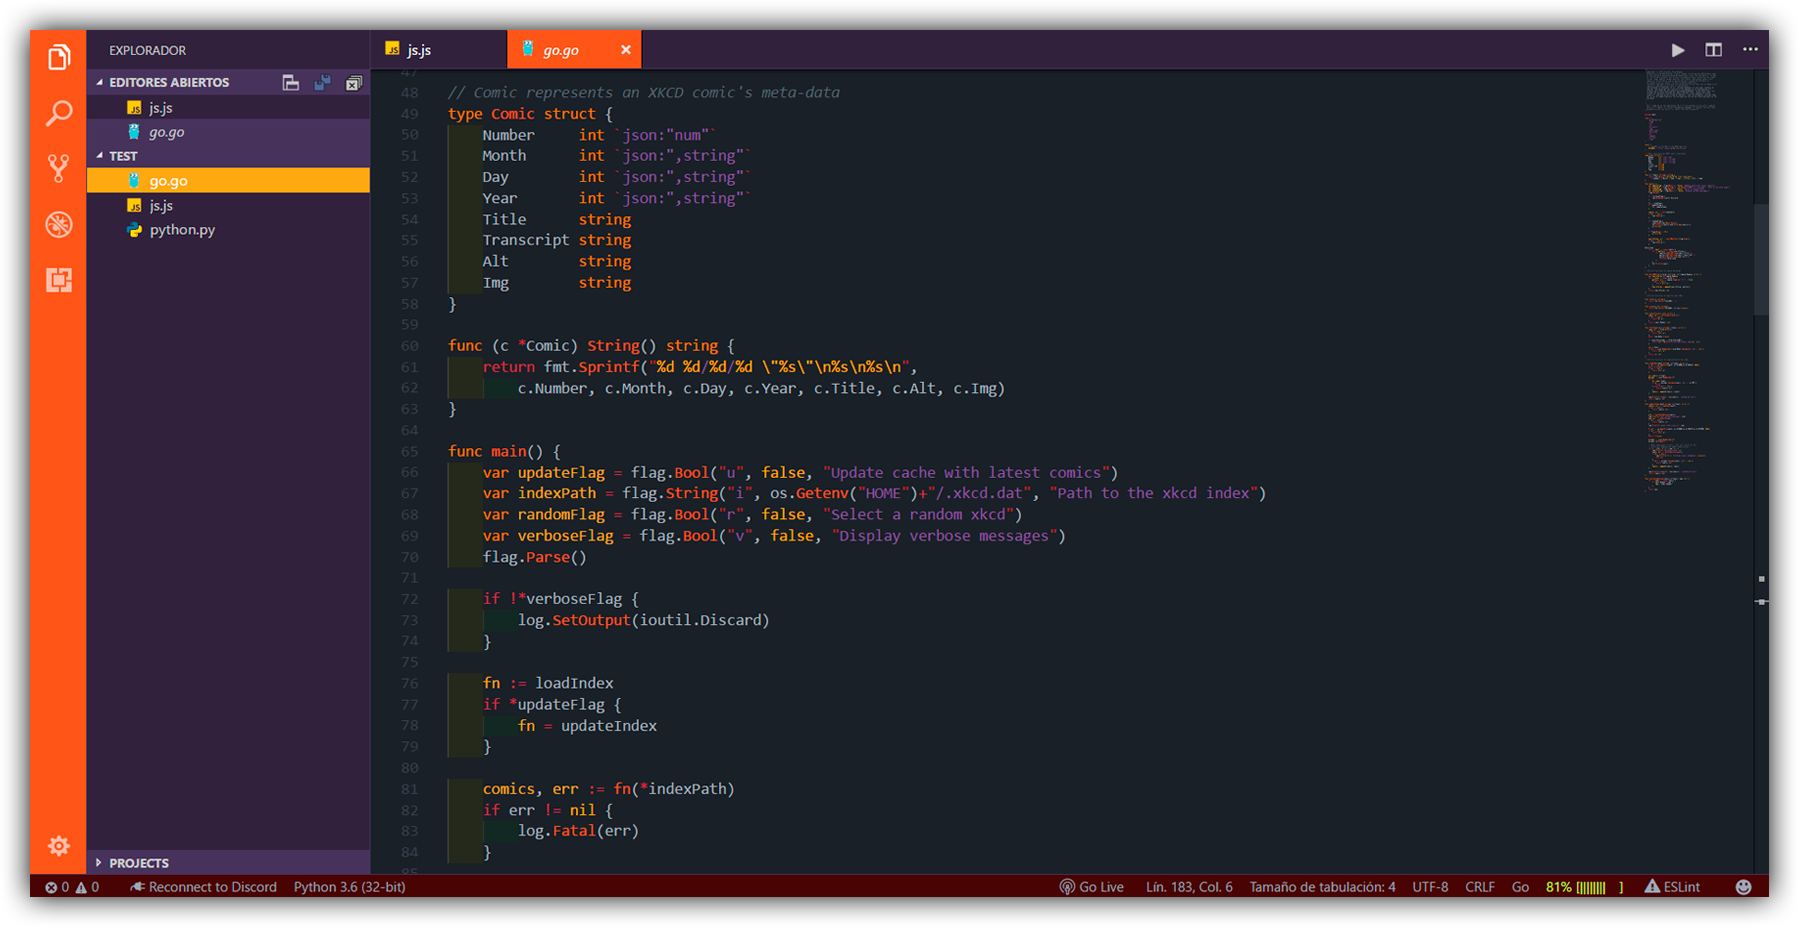 EXPLORADOR
EDITORES ABIERTOS
js.js
go.go
TEST
go.go
js.js
python.py
PROJECTS
js.js
go.go
47
48 // Comic represents an XKCD comic's meta-data
49 type Comic struct {
50 Number int `json:"num"`
51 Month int `json:",string"`
52 Day int `json:",string"`
53 Year int `json:",string"`
54 Title string
55 Transcript string
56 Alt string
57 Img string
58 }
59
60 func (c *Comic) String() string {
61 return fmt.Sprintf("%d %d/%d/%d \"%s\"\n%s\n%s\n",
62 c.Number, c.Month, c.Day, c.Year, c.Title, c.Alt, c.Img)
63 }
64
65 func main() {
66 var updateFlag = flag.Bool("u", false, "Update cache with latest comics")
67 var indexPath = flag.String("i", os.Getenv("HOME")+"/.xkcd.dat", "Path to the xkcd index")
68 var randomFlag = flag.Bool("r", false, "Select a random xkcd")
69 var verboseFlag = flag.Bool("v", false, "Display verbose messages")
70 flag.Parse()
71
72 if !*verboseFlag {
73 log.SetOutput(ioutil.Discard)
74 }
75
76 fn := loadIndex
77 if *updateFlag {
78 fn = updateIndex
79 }
80
81 comics, err := fn(*indexPath)
82 if err != nil {
83 log.Fatal(err)
84 }
85
0 0 Reconnect to Discord Python 3.6 (32-bit) Go Live Lín. 183, Col. 6 Tamaño de tabulación: 4 UTF-8 CRLF Go 81% [|||||||| ] ESLint